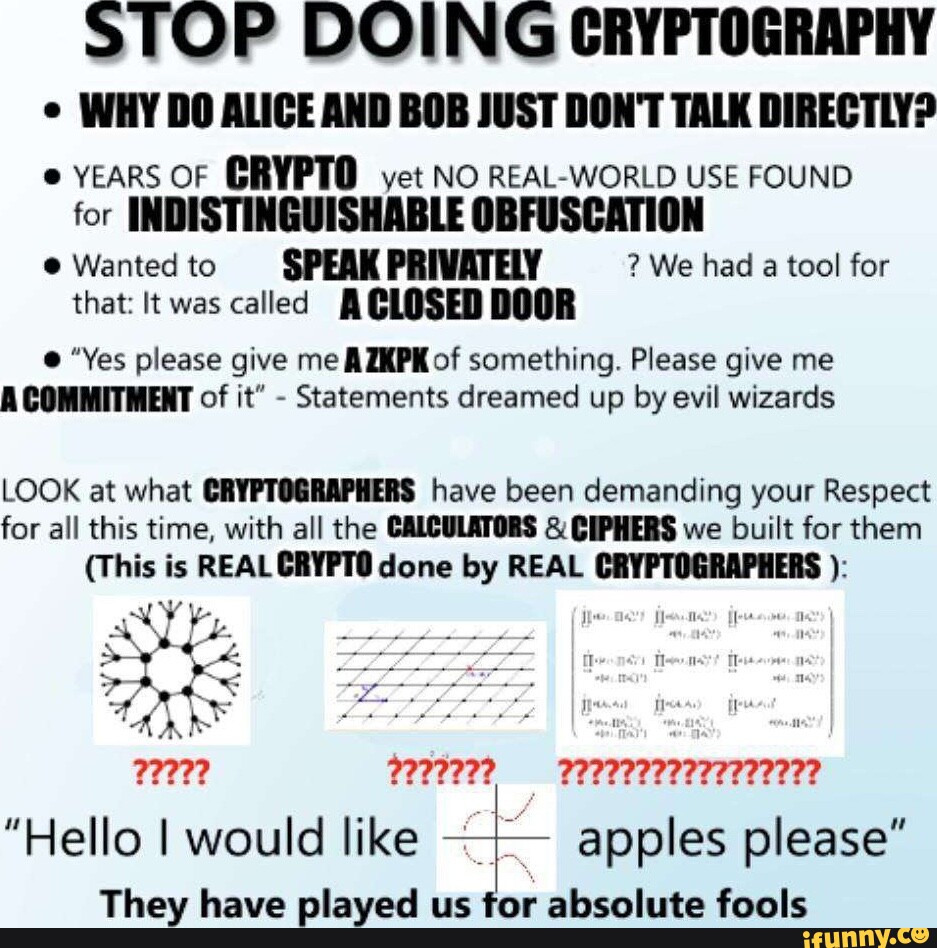 STOP DOING CRYPTOGRAPHY
• WHY DO ALICE AND BOB JUST DON'T TALK DIRECTLY?
• YEARS OF CRYPTO yet NO REAL-WORLD USE FOUND
for INDISTINGUISHABLE OBFUSCATION
• Wanted to SPEAK PRIVATELY ? We had a tool for
that: It was called A CLOSED DOOR
• "Yes please give me A ZKPK of something. Please give me
A COMMITMENT of it" - Statements dreamed up by evil wizards
LOOK at what CRYPTOGRAPHERS have been demanding your Respect
for all this time, with all the CALCULATORS & CIPHERS we built for them
(This is REAL CRYPTO done by REAL CRYPTOGRAPHERS ):
????? ??????? ?????????????????
"Hello I would like apples please"
They have played us for absolute fools
ifunny.co